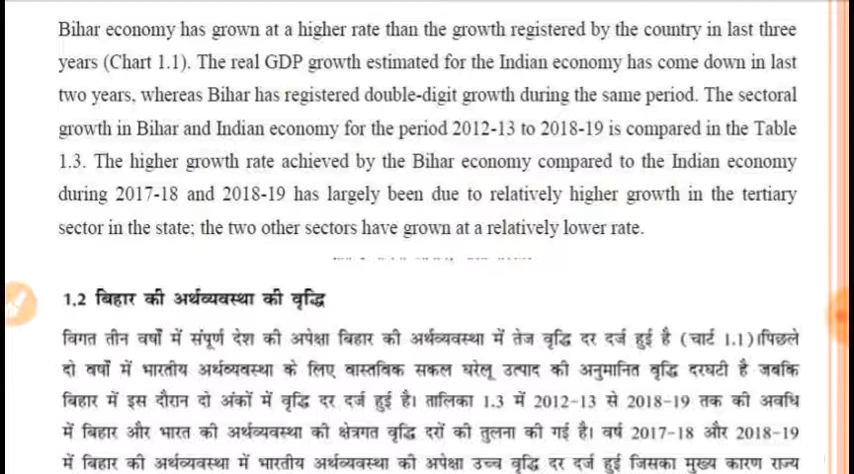 Bihar economy has grown at a higher rate than the growth registered by the country in last three
years (Chart 1.1). The real GDP growth estimated for the Indian economy has come down in last
two years, whereas Bihar has registered double-digit growth during the same period. The sectoral
growth in Bihar and Indian economy for the period 2012-13 to 2018-19 is compared in the Table
1.3. The higher growth rate achieved by the Bihar economy compared to the Indian economy
during 2017-18 and 2018-19 has largely been due to relatively higher growth in the tertiary
sector in the state; the two other sectors have grown at a relatively lower rate.
1.2 बिहार की अर्थव्यवस्था की वृद्धि
विगत तीन वर्षों में संपूर्ण देश की अपेक्षा बिहार की अर्थव्यवस्था में तेज वृद्धि दर दर्ज हुई है (चार्ट 1.1)।पिछले
दो वर्षों में भारतीय अर्थव्यवस्था के लिए वास्तविक सकल घरेलू उत्पाद की अनुमानित वृद्धि दरघटी है जबकि
बिहार में इस दौरान दो अंकों में वृद्धि दर दर्ज हुई है। तालिका 1.3 में 2012-13 से 2018-19 तक की अवधि
में बिहार और भारत की अर्थव्यवस्था की क्षेत्रगत वृद्धि दरों की तुलना की गई है। वर्ष 2017-18 और 2018-19
में बिहार की अर्थव्यवस्था में भारतीय अर्थव्यवस्था की अपेक्षा उच्च वृद्धि दर दर्ज हुई जिसका मुख्य कारण राज्य